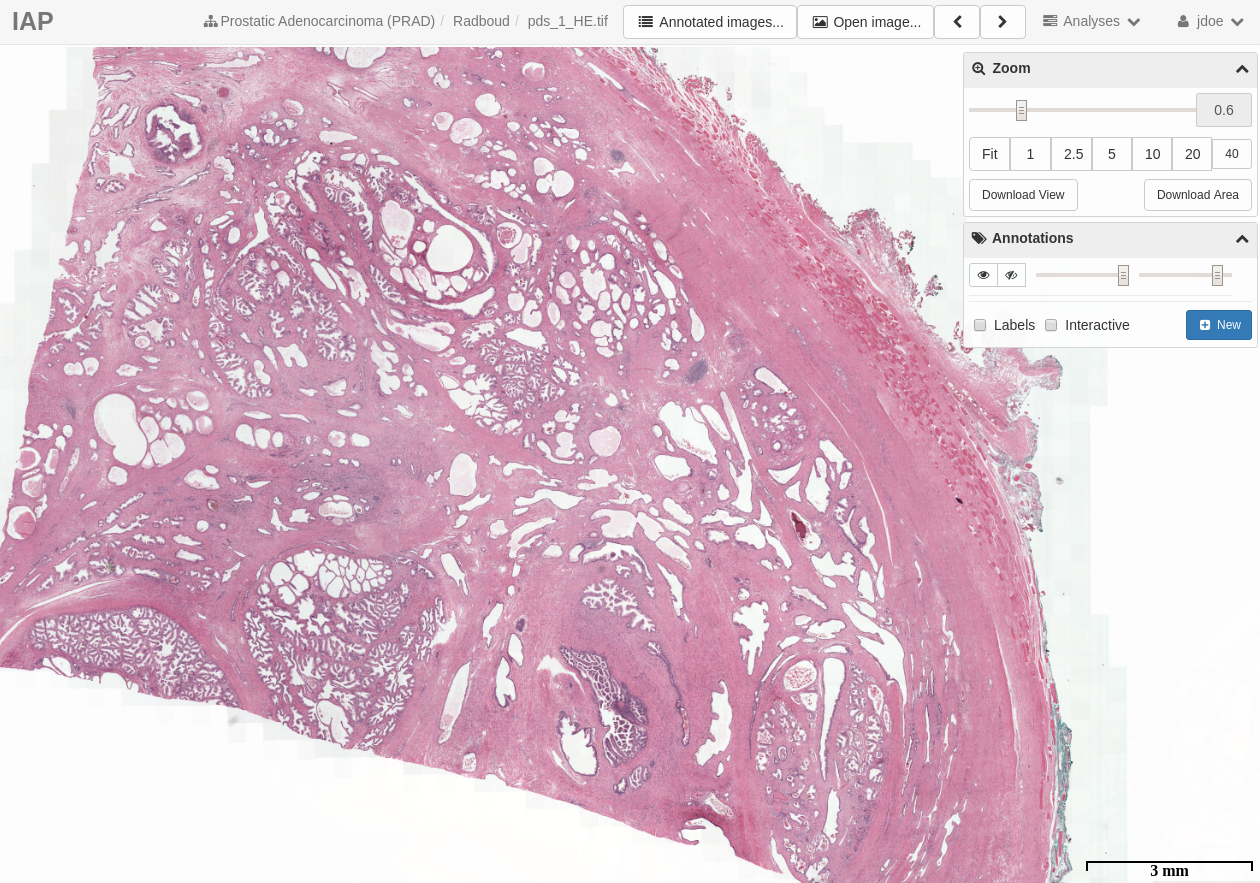 IAP Prostatic Adenocarcinoma (PRAD) / Radboud / pds_1_HE.tif Annotated images... Open image... Analyses jdoe
Zoom
0.6
Fit 1 2.5 5 10 20 40
Download View Download Area
Annotations
Labels Interactive New
3 mm